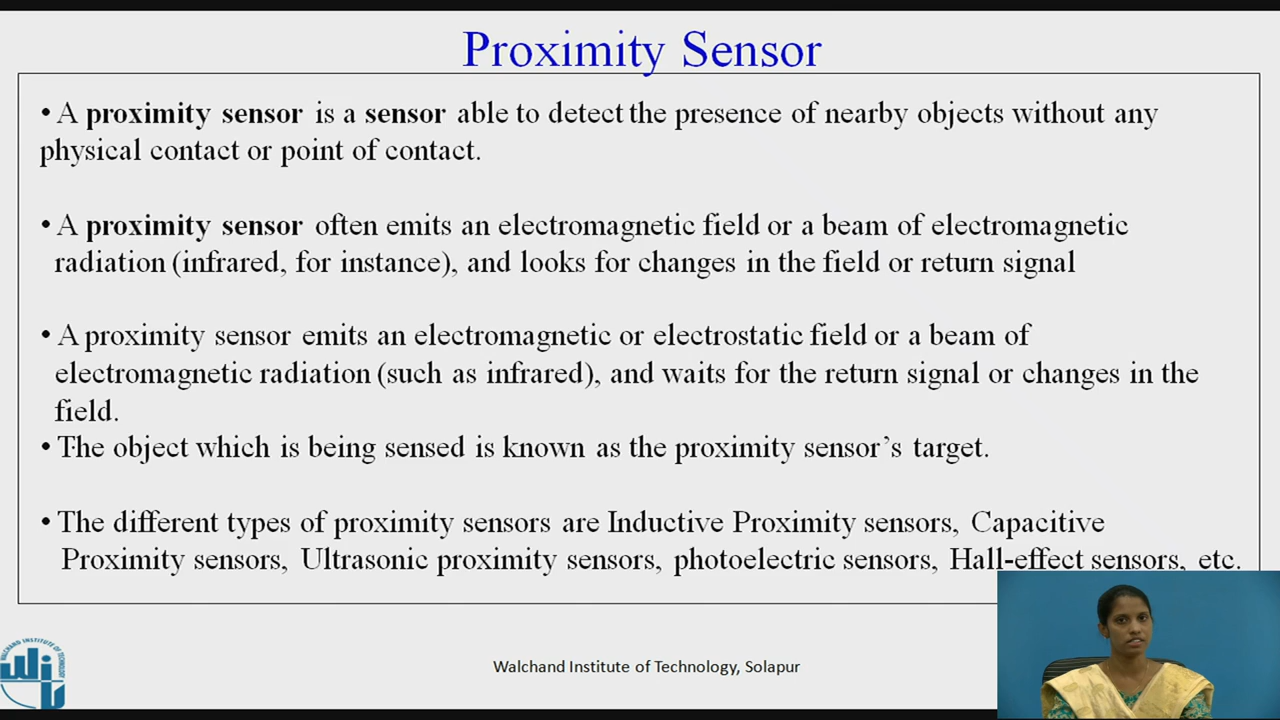 Proximity Sensor
• A proximity sensor is a sensor able to detect the presence of nearby objects without any
physical contact or point of contact.
• A proximity sensor often emits an electromagnetic field or a beam of electromagnetic
radiation (infrared, for instance), and looks for changes in the field or return signal
• A proximity sensor emits an electromagnetic or electrostatic field or a beam of
electromagnetic radiation (such as infrared), and waits for the return signal or changes in the
field.
• The object which is being sensed is known as the proximity sensor’s target.
• The different types of proximity sensors are Inductive Proximity sensors, Capacitive
Proximity sensors, Ultrasonic proximity sensors, photoelectric sensors, Hall-effect sensors, etc.
WALCHAND INSTITUTE OF TECHNOLOGY
WIT
Walchand Institute of Technology, Solapur